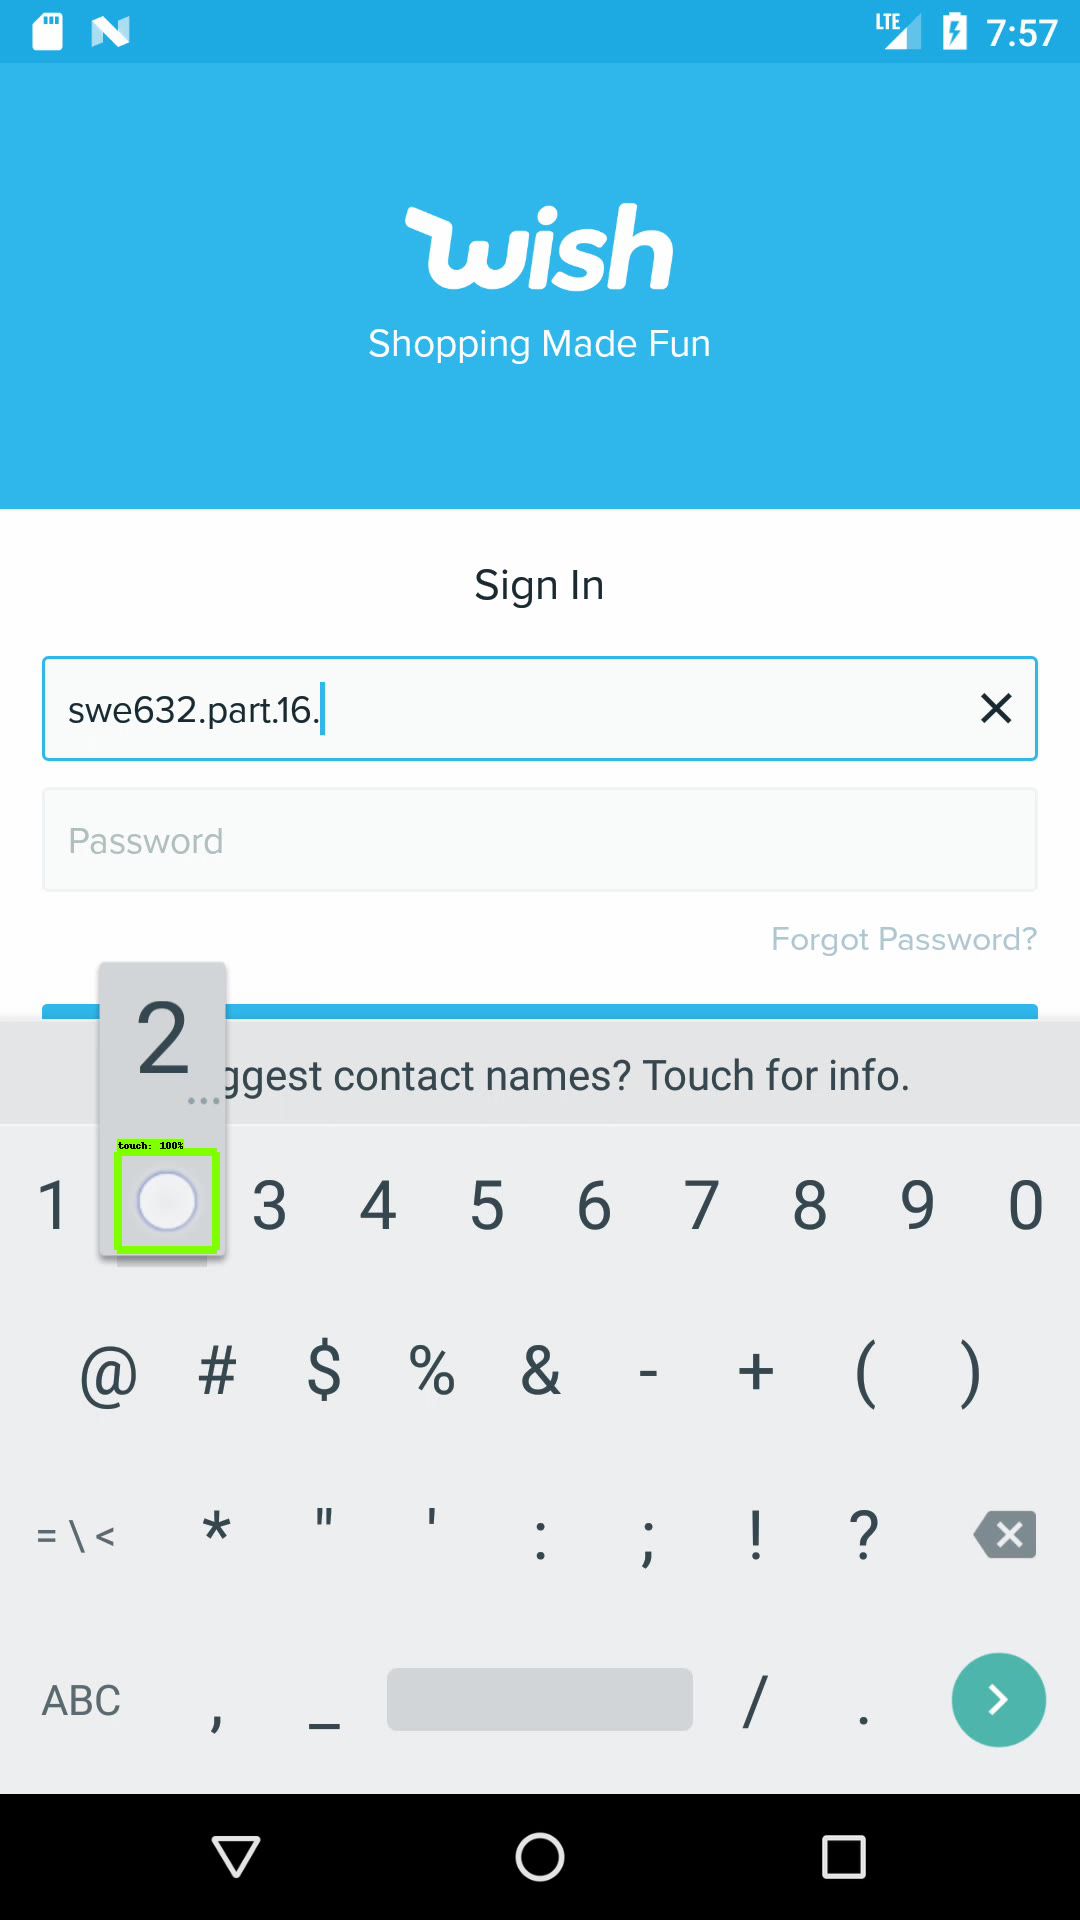 LTE 7:57
wish
Shopping Made Fun
Sign In
swe632.part.16.
Password
Forgot Password?
2
...
ggest contact names? Touch for info.
touch: 100%
1 3 4 5 6 7 8 9 0
@ # $ % & - + ( )
= \ < * " ' : ; ! ?
ABC , _ / .